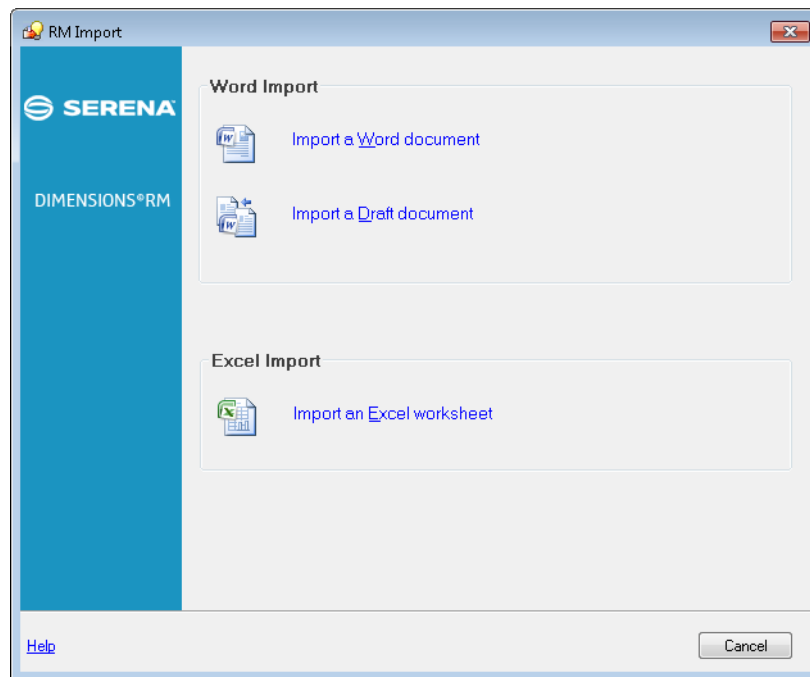 RM Import
SERENA
DIMENSIONS®RM
Word Import
Import a Word document
Import a Draft document
Excel Import
Import an Excel worksheet
Help
Cancel